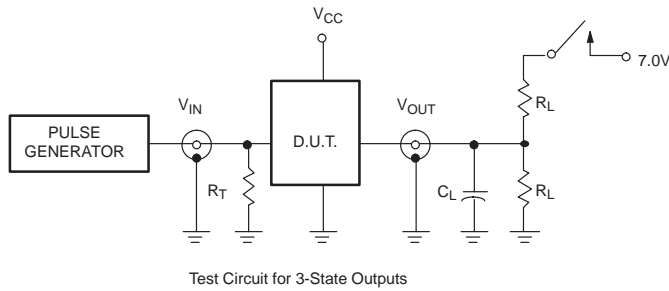 VCC
7.0V
VIN
VOUT
RL
PULSE
GENERATOR
D.U.T.
RT
CL
RL
Test Circuit for 3-State Outputs